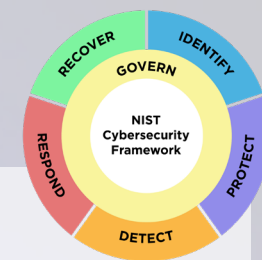 RECOVER
IDENTIFY
GOVERN
NIST
Cybersecurity
Framework
RESPOND
PROTECT
DETECT